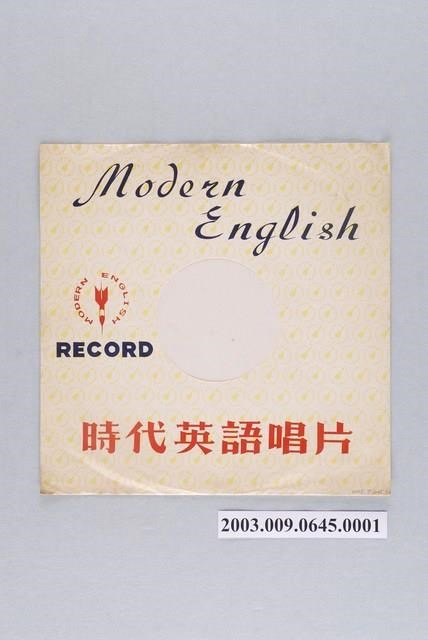 Modern
English
MODERN ENGLISH
RECORD
時代英語唱片
2003.009.0645.0001